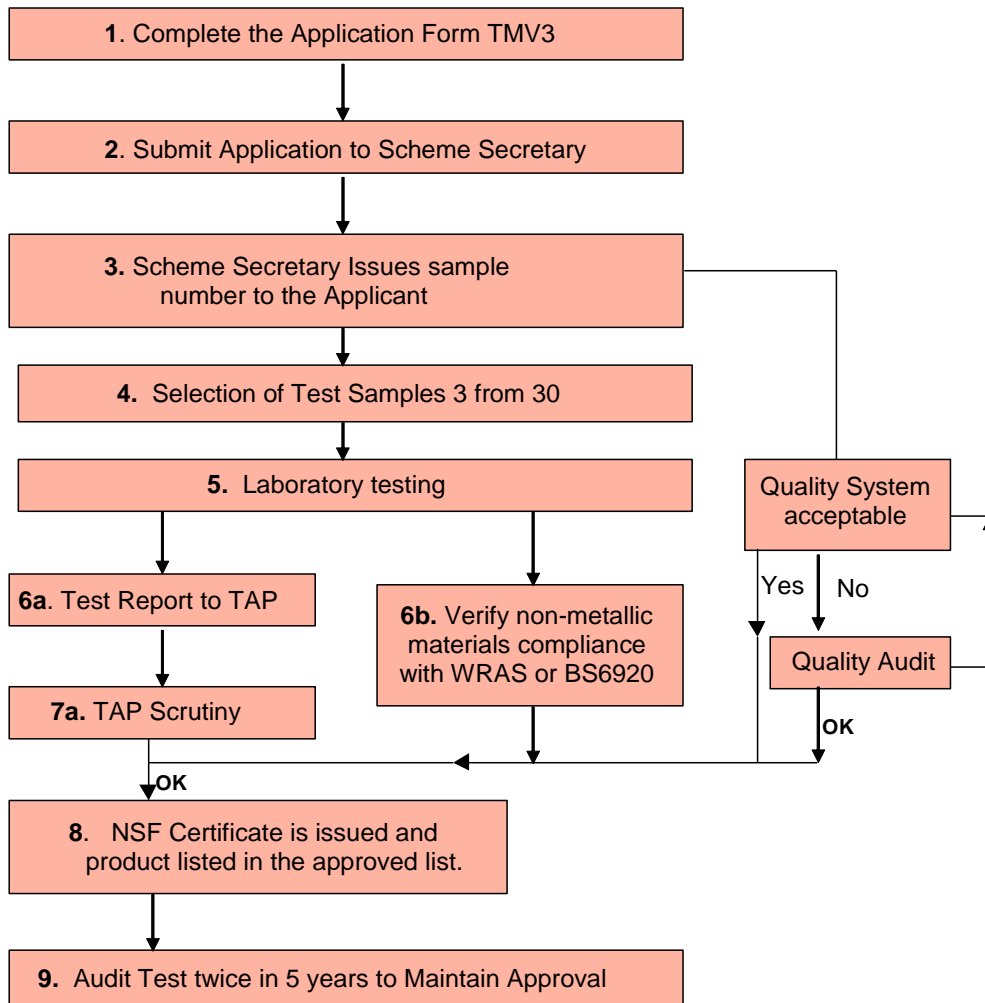 1. Complete the Application Form TMV3
2. Submit Application to Scheme Secretary
3. Scheme Secretary Issues sample
number to the Applicant
4. Selection of Test Samples 3 from 30
5. Laboratory testing
Quality System
acceptable
6a. Test Report to TAP
6b. Verify non-metallic
materials compliance
with WRAS or BS6920
Yes
No
Quality Audit
7a. TAP Scrutiny
OK
OK
8. NSF Certificate is issued and
product listed in the approved list.
9. Audit Test twice in 5 years to Maintain Approval